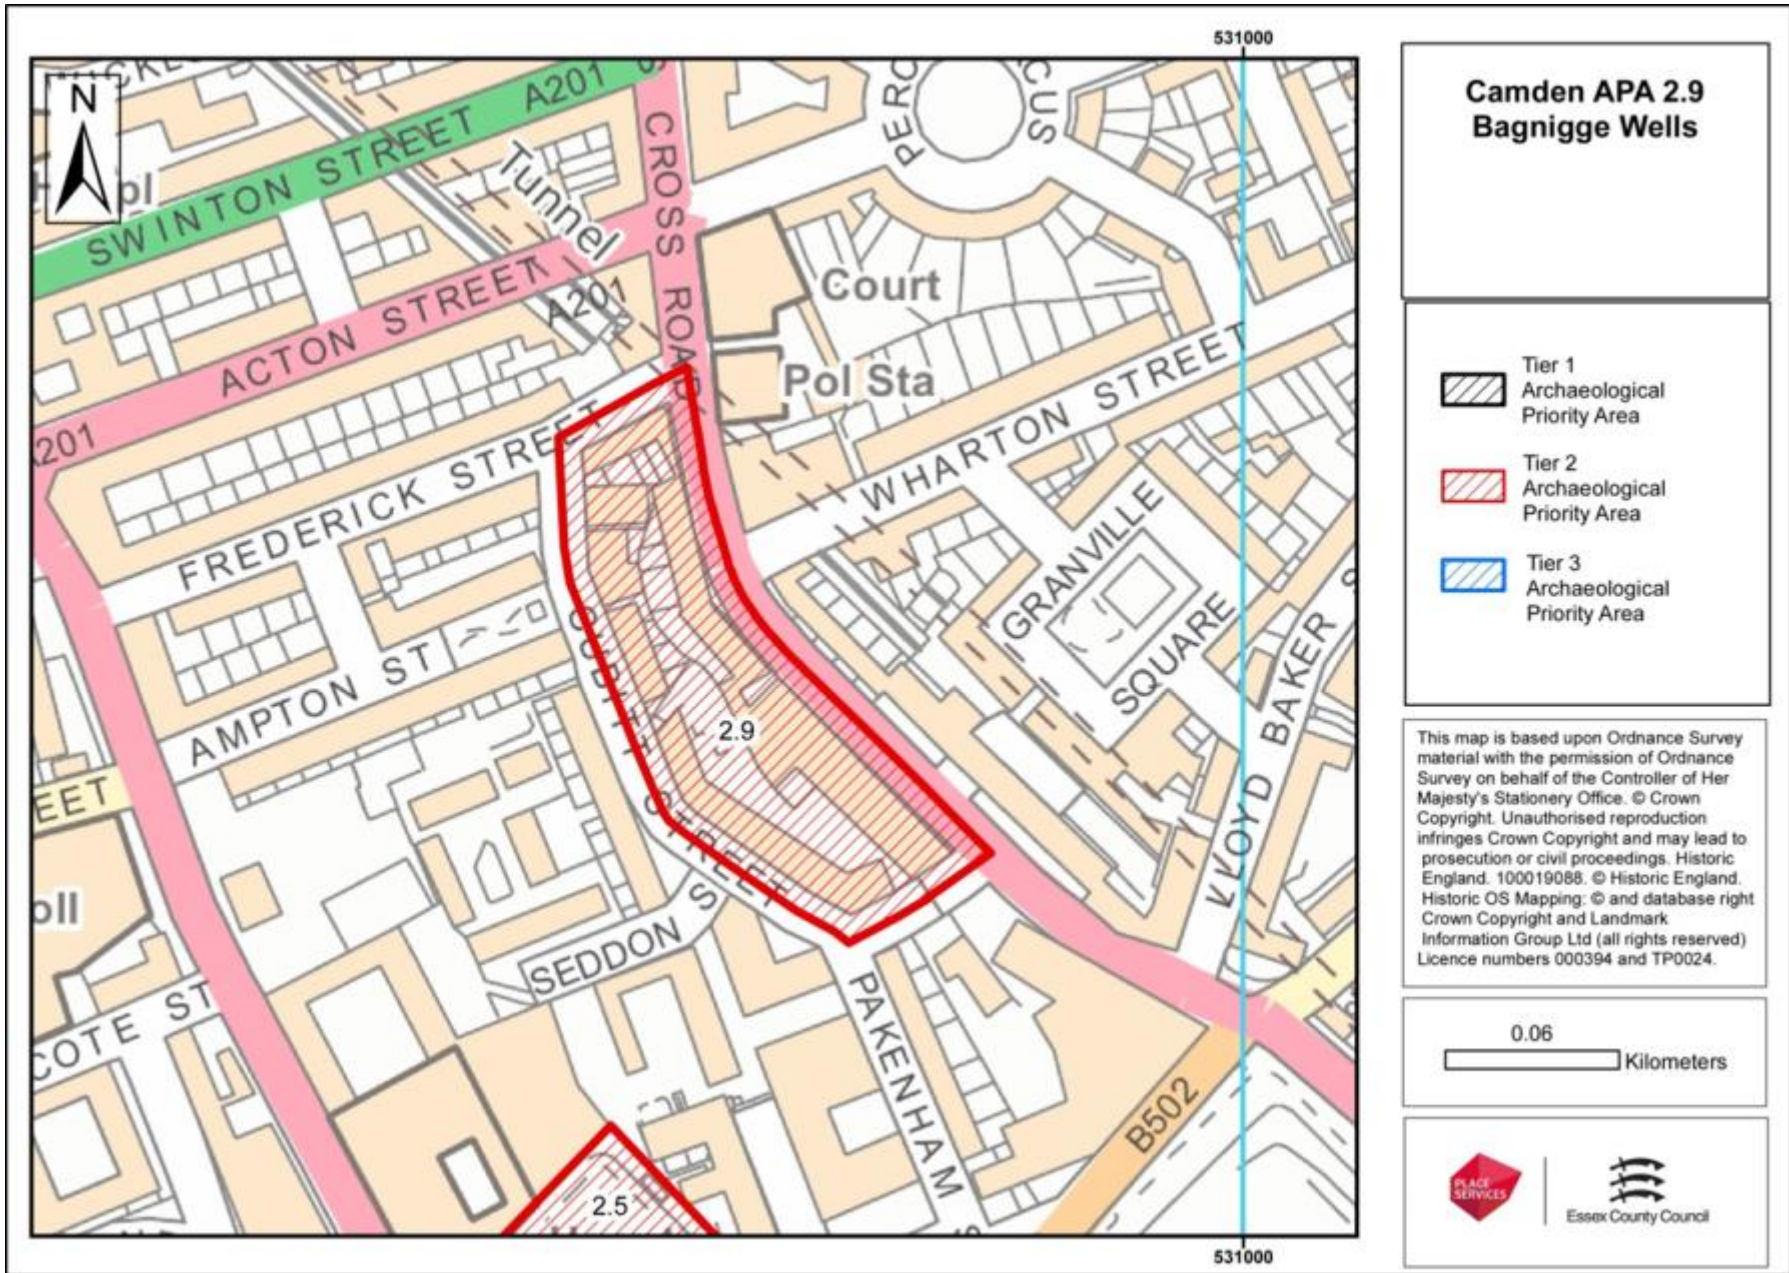 531000
N
SWINTON STREET
A201
CROSS ROAD
Tunnel
ACTON STREET
A201
A201
Court
Pol Sta
WHARTON STREET
FREDERICK STREET
GRANVILLE
SQUARE
AMPTON ST
CUBITT STREET
2.9
LLOYD BAKER S
EET
SEDDON S
COTE ST
PAKENHAM S
B502
2.5
531000
Camden APA 2.9
Bagnigge Wells
Tier 1
Archaeological
Priority Area
Tier 2
Archaeological
Priority Area
Tier 3
Archaeological
Priority Area
This map is based upon Ordnance Survey
material with the permission of Ordnance
Survey on behalf of the Controller of Her
Majesty's Stationery Office. © Crown
Copyright. Unauthorised reproduction
infringes Crown Copyright and may lead to
prosecution or civil proceedings. Historic
England. 100019088. © Historic England.
Historic OS Mapping: © and database right
Crown Copyright and Landmark
Information Group Ltd (all rights reserved)
Licence numbers 000394 and TP0024.
0.06
Kilometers
PLACE
SERVICES
Essex County Council